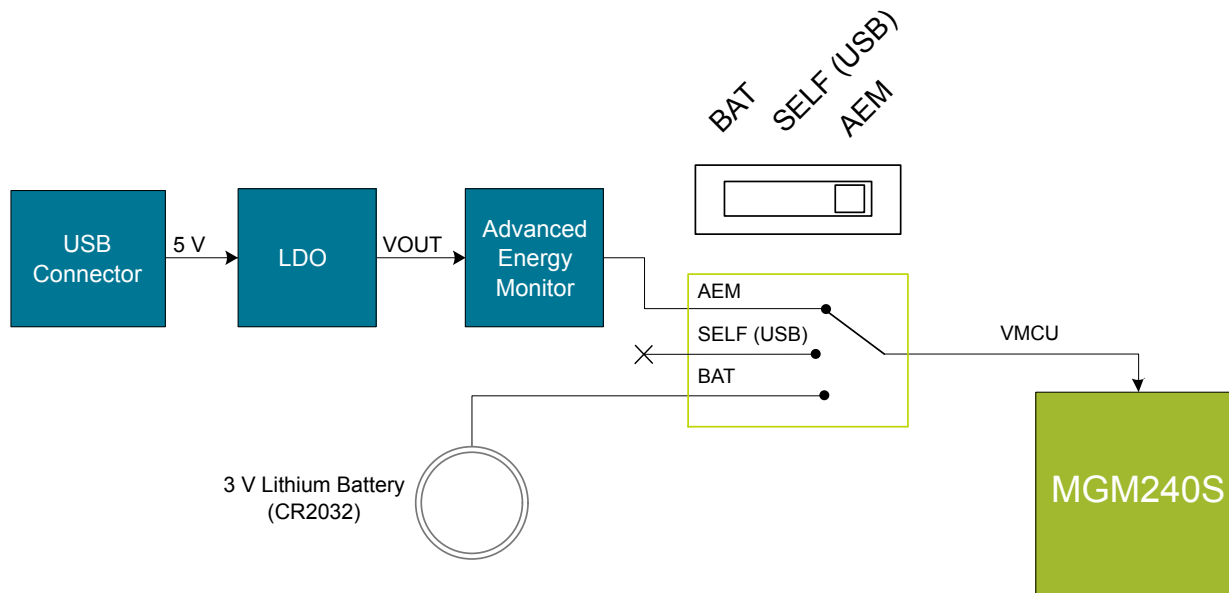 BAT
SELF (USB)
AEM
USB
Connector
5 V
LDO
VOUT
Advanced
Energy
Monitor
AEM
SELF (USB)
BAT
VMCU
3 V Lithium Battery
(CR2032)
MGM240S